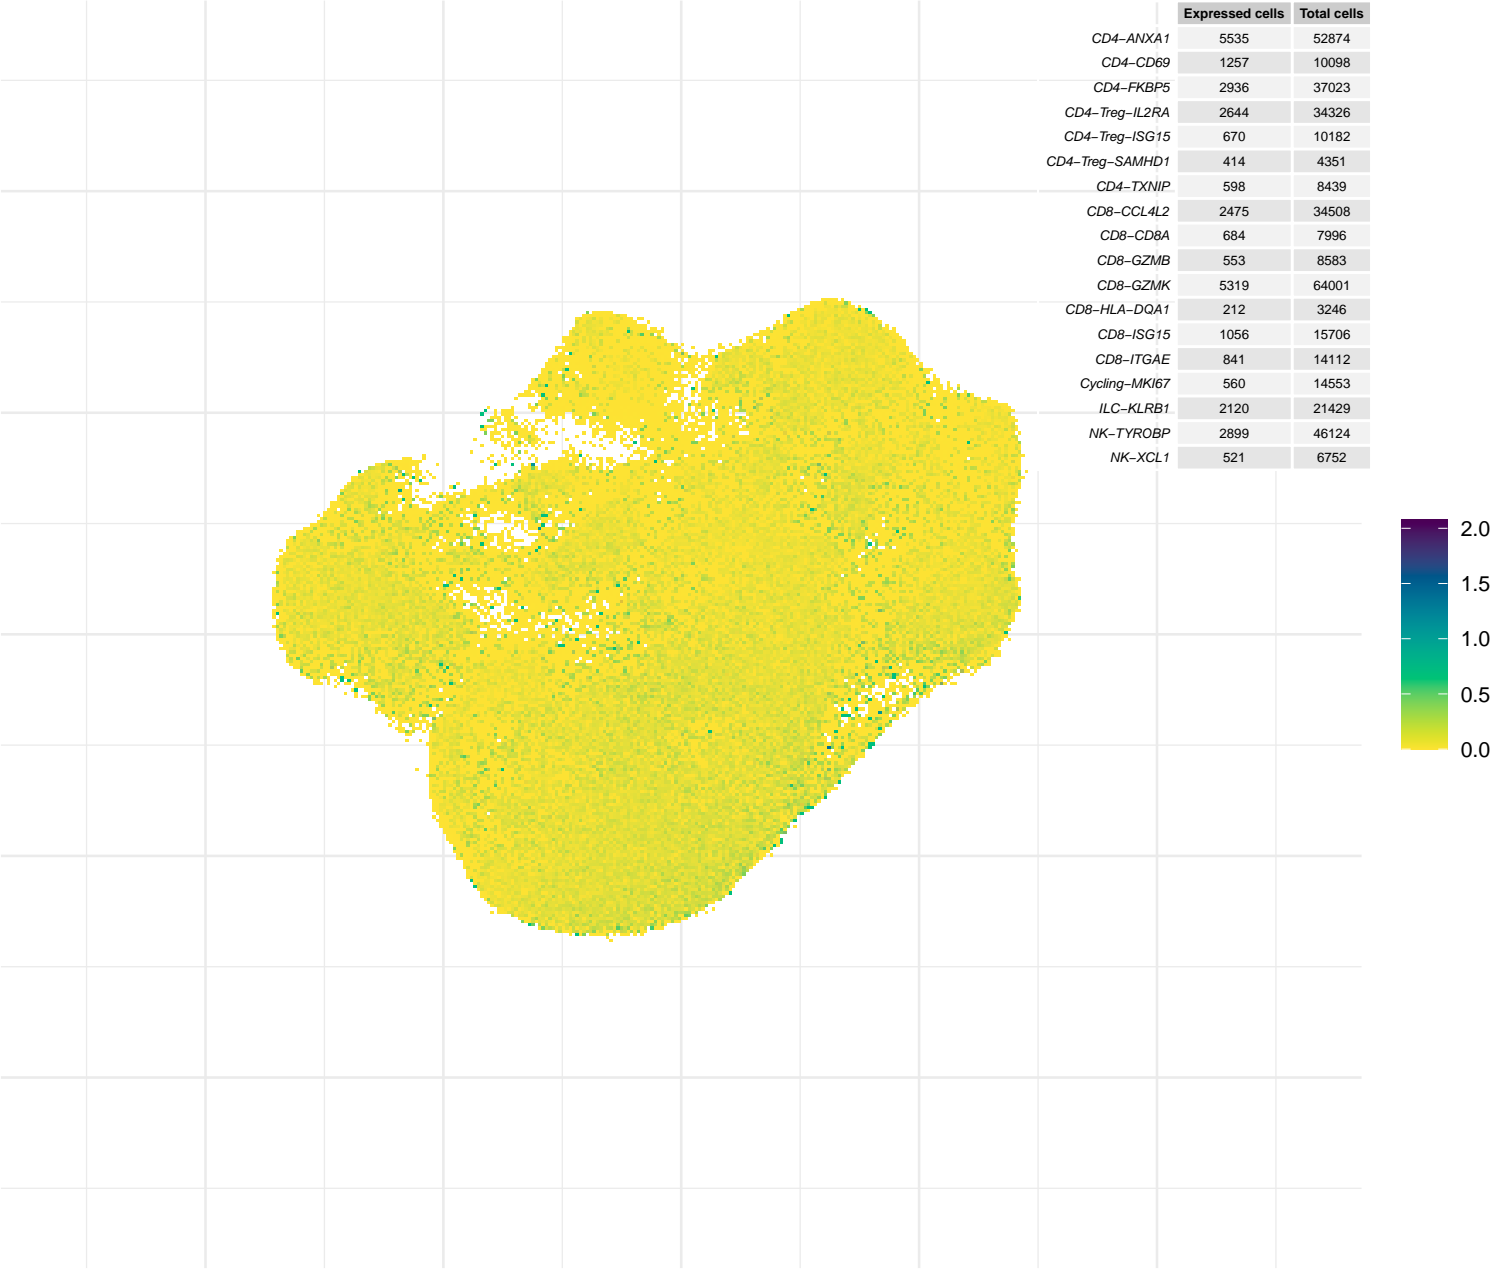 Expressed cells Total cells
CD4−ANXA1 5535 52874
CD4−CD69 1257 10098
CD4−FKBP5 2936 37023
CD4−Treg−IL2RA 2644 34326
CD4−Treg−ISG15 670 10182
CD4−Treg−SAMHD1 414 4351
CD4−TXNIP 598 8439
CD8−CCL4L2 2475 34508
CD8−CD8A 684 7996
CD8−GZMB 553 8583
CD8−GZMK 5319 64001
CD8−HLA−DQA1 212 3246
CD8−ISG15 1056 15706
CD8−ITGAE 841 14112
Cycling−MKI67 560 14553
ILC−KLRB1 2120 21429
NK−TYROBP 2899 46124
NK−XCL1 521 6752
2.0
1.5
1.0
0.5
0.0